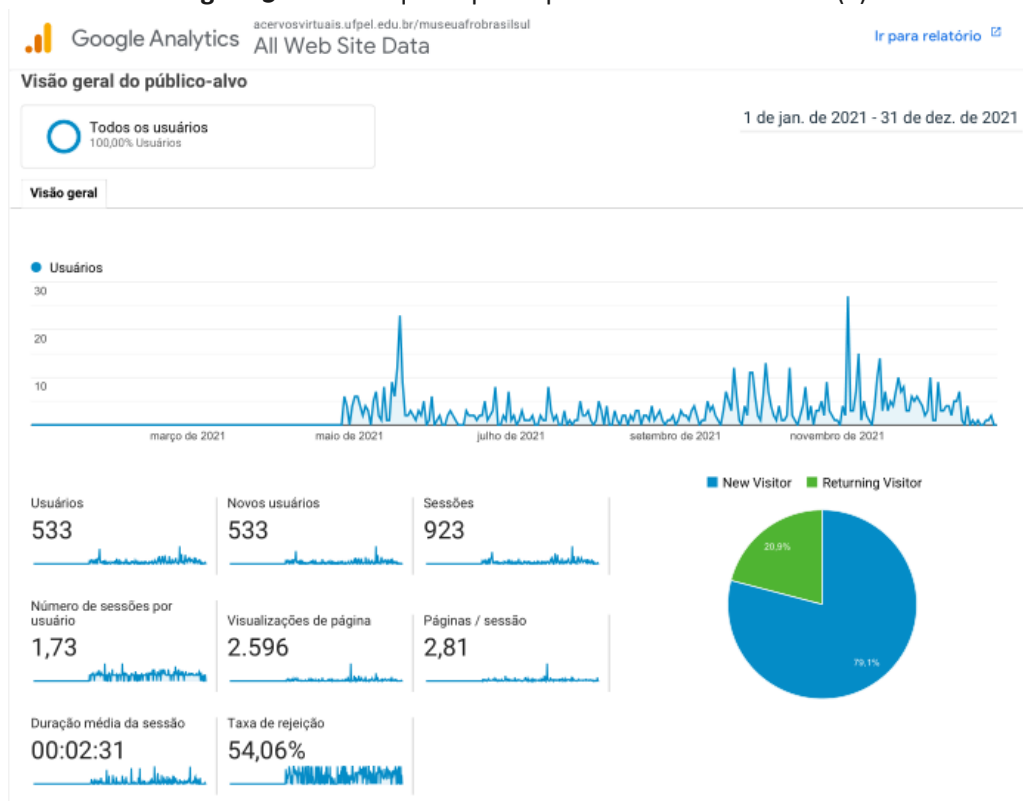 Google Analytics
acervosvirtuais.ufpel.edu.br/museuafrobrasilsul
All Web Site Data
Ir para relatório
Visão geral do público-alvo
Todos os usuários
100,00% Usuários
1 de jan. de 2021 - 31 de dez. de 2021
Visão geral
Usuários
30
20
10
março de 2021
maio de 2021
julho de 2021
setembro de 2021
novembro de 2021
New Visitor
Returning Visitor
Usuários
533
Novos usuários
533
Sessões
923
20,9%
79,1%
Número de sessões por
usuário
1,73
Visualizações de página
2.596
Páginas / sessão
2,81
Duração média da sessão
00:02:31
Taxa de rejeição
54,06%